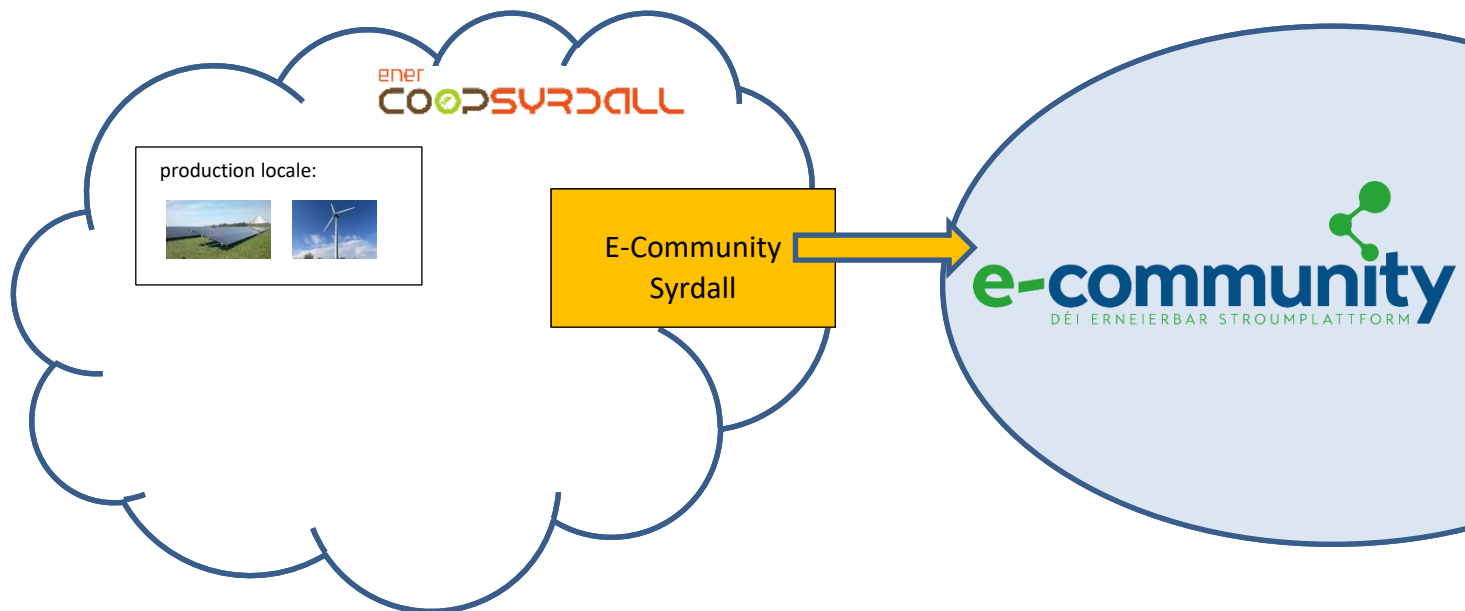 ener
COOPSYRDALL
production locale:
E-Community
Syrdall
e-community
DÉI ERNEIERBAR STROUMPLATTFORM